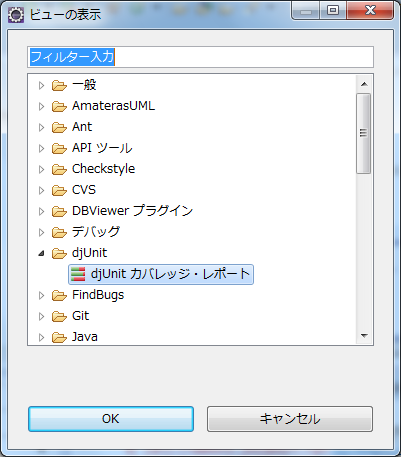 ビューの表示
フィルター入力
一般
AmaterasUML
Ant
API ツール
Checkstyle
CVS
DBViewer プラグイン
デバッグ
djUnit
djUnit カバレッジ・レポート
FindBugs
Git
Java
OK
キャンセル